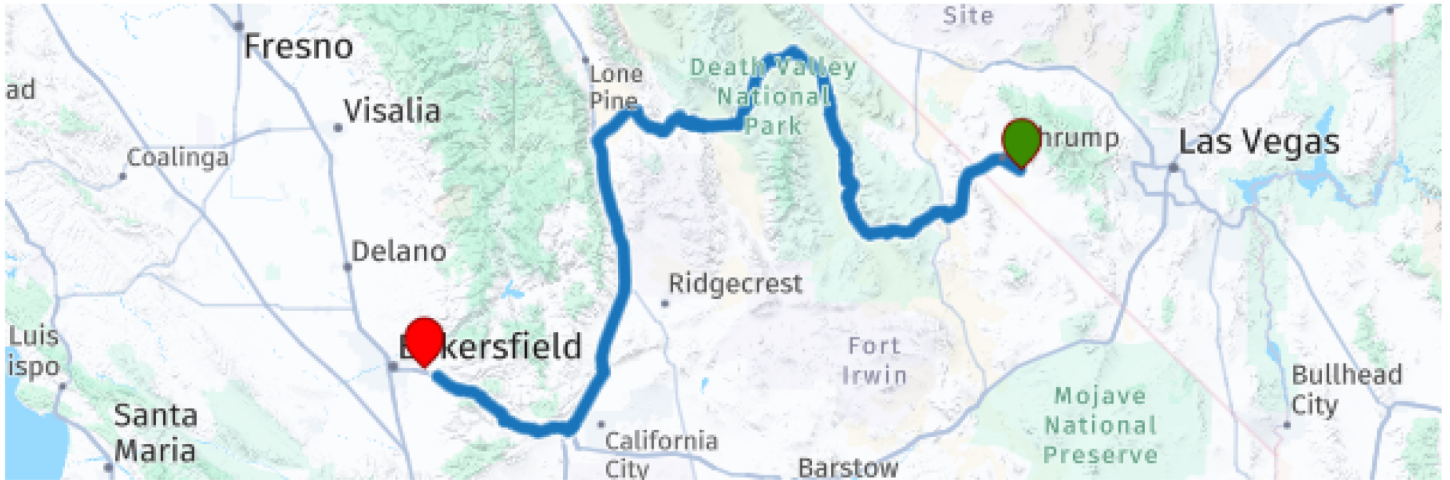 Site
Fresno
Lone
Pine
Death Valley
National
Park
ad
Visalia
hrump
Las Vegas
Coalinga
Delano
Ridgecrest
Luis
ispo
kersfield
Fort
Irwin
Bullhead
City
Mojave
National
Preserve
Santa
Maria
California
City
Barstow